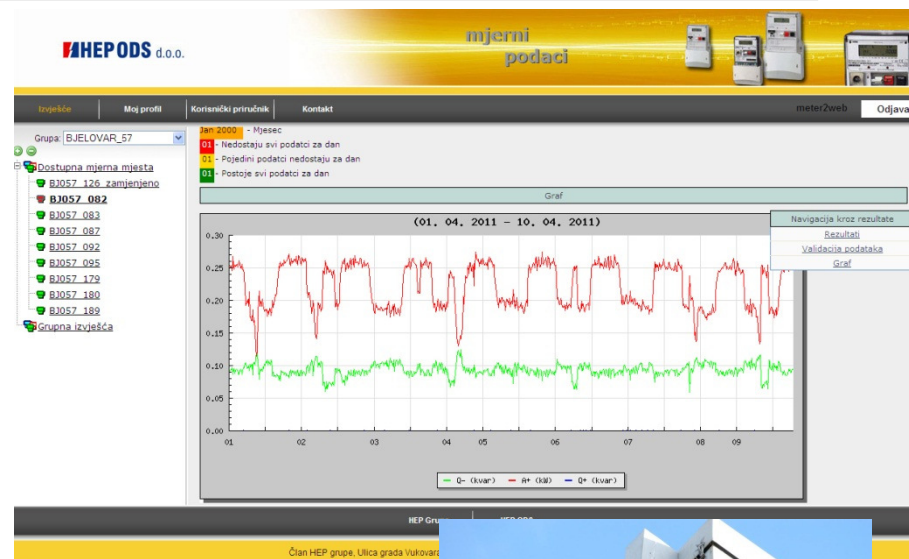 HEP ODS d.o.o.
mjerni
podaci
Izvješće
Moj profil
Korisnički priručnik
Kontakt
meter2web
Odjava
Grupa: BJELOVAR_57
Dostupna mjerna mjesta
BJ057_126_zamjenjeno
BJ057_082
BJ057_083
BJ057_087
BJ057_092
BJ057_095
BJ057_179
BJ057_180
BJ057_189
Grupna izvješća
Jan 2000 - Mjesec
01 - Nedostaju svi podatci za dan
01 - Pojedini podatci nedostaju za dan
01 - Postoje svi podatci za dan
Graf
Navigacija kroz rezultate
Rezultati
Validacija podataka
Graf
(01. 04. 2011 - 10. 04. 2011)
0.30
0.25
0.20
0.15
0.10
0.05
0.00
01 02 03 04 05 06 07 08 09
Q- (kvar) A+ (kW) Q+ (kvar)
HEP
Član HEP grupe, Ulica grada